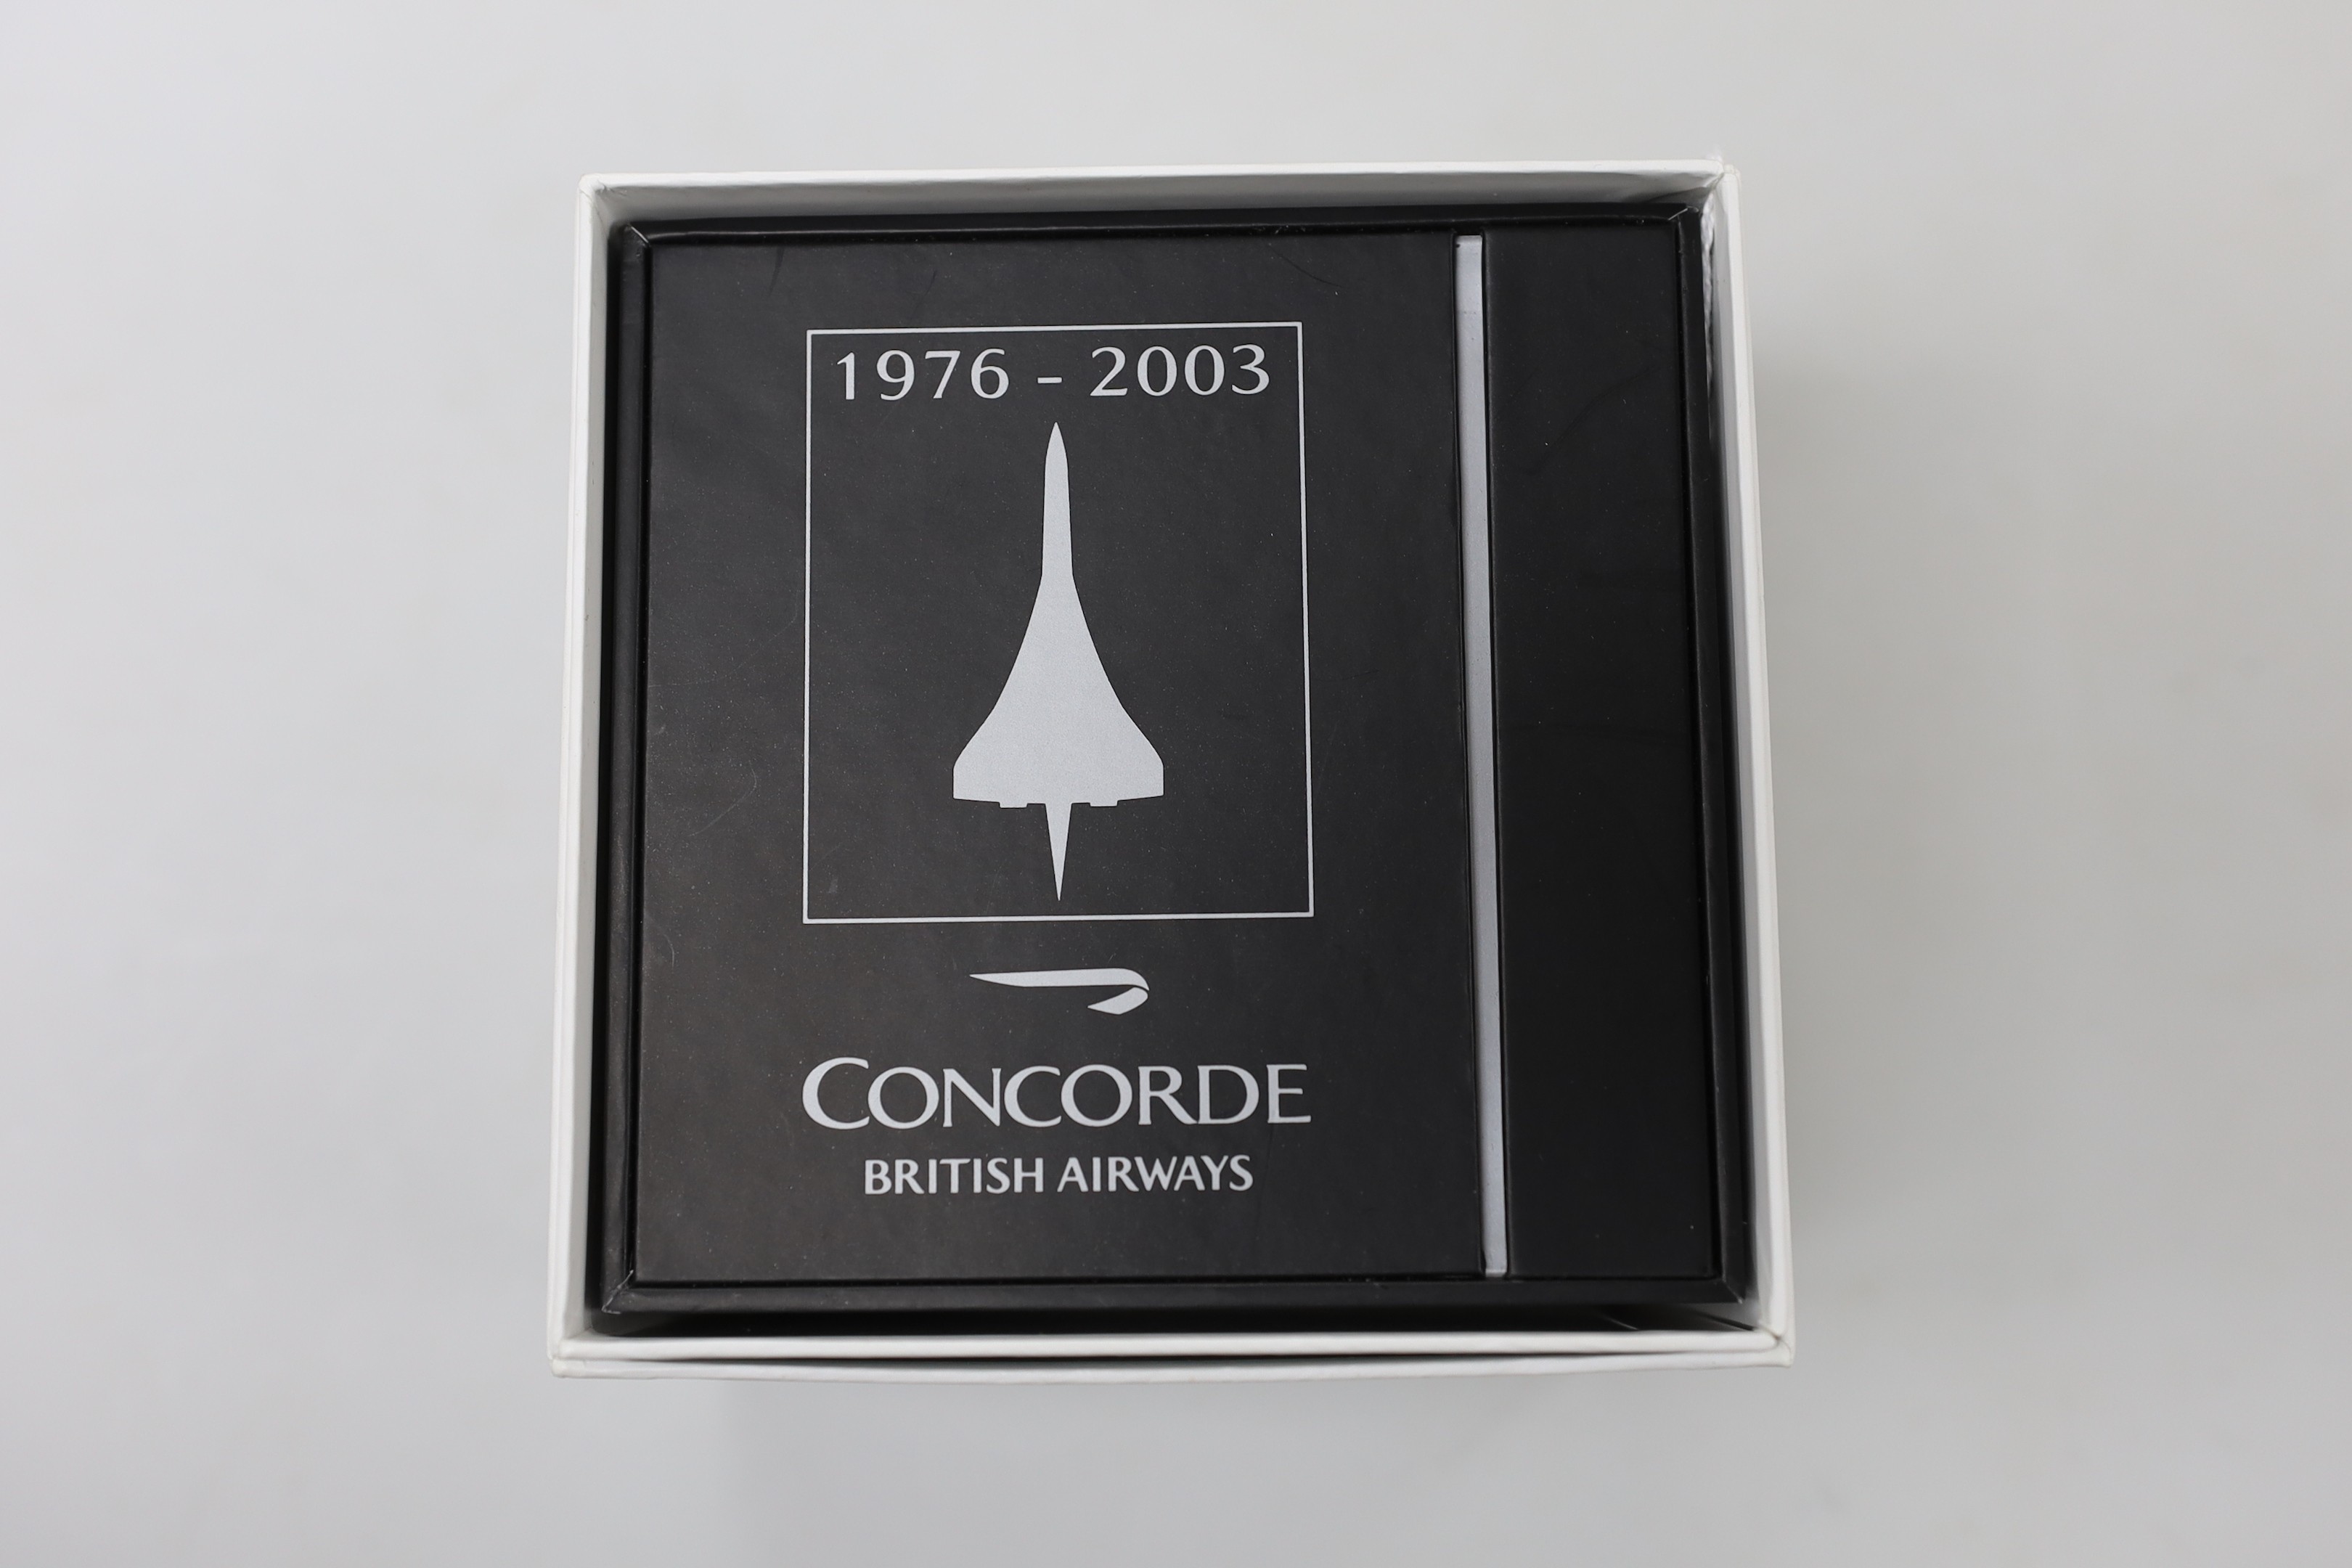 1976 - 2003
CONCORDE
BRITISH AIRWAYS